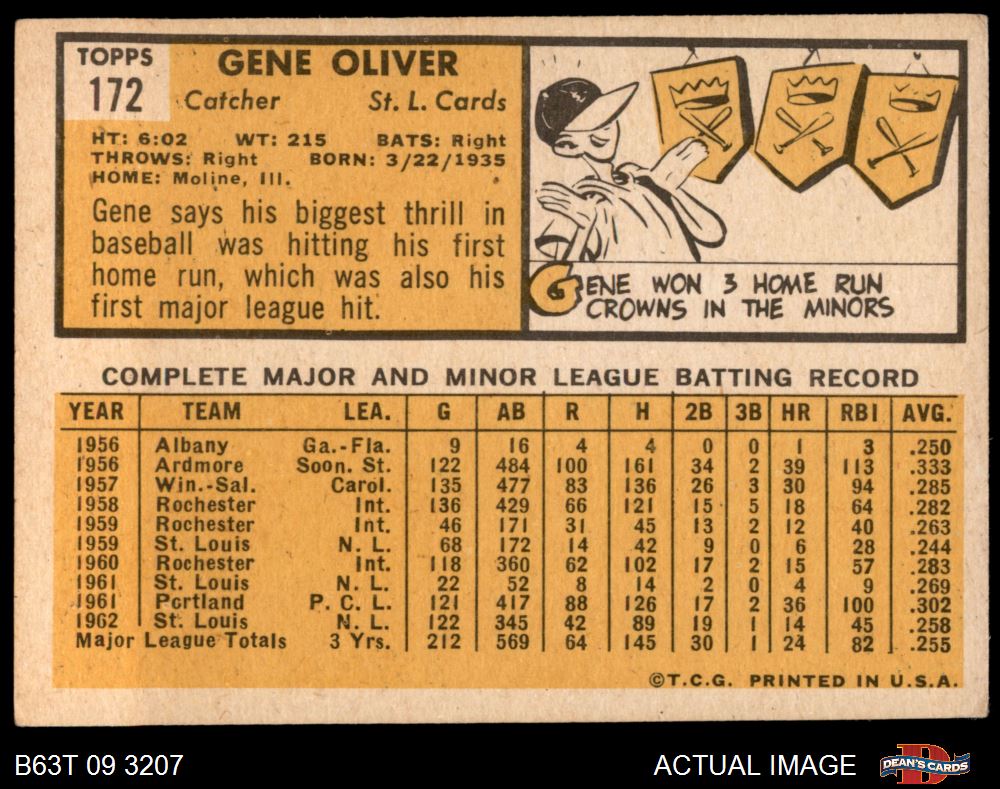 TOPPS
172
GENE OLIVER
Catcher St. L. Cards
HT: 6:02 WT: 215 BATS: Right
THROWS: Right BORN: 3/22/1935
HOME: Moline, Ill.
Gene says his biggest thrill in
baseball was hitting his first
home run, which was also his
first major league hit.
GENE WON 3 HOME RUN
CROWNS IN THE MINORS
COMPLETE MAJOR AND MINOR LEAGUE BATTING RECORD
YEAR TEAM LEA. G AB R H 2B 3B HR RBI AVG.
1956 Albany Ga.-Fla. 9 16 4 4 0 0 1 3 .250
1956 Ardmore Soon. St. 122 484 100 161 34 2 39 113 .333
1957 Win.-Sal. Carol. 135 477 83 136 26 3 30 94 .285
1958 Rochester Int. 136 429 66 121 15 5 18 64 .282
1959 Rochester Int. 46 171 31 45 13 2 12 40 .263
1959 St. Louis N. L. 68 172 14 42 9 0 6 28 .244
1960 Rochester Int. 118 360 62 102 17 2 15 57 .283
1961 St. Louis N. L. 22 52 8 14 2 0 4 9 .269
1961 Portland P. C. L. 121 417 88 126 17 2 36 100 .302
1962 St. Louis N. L. 122 345 42 89 19 1 14 45 .258
Major League Totals 3 Yrs. 212 569 64 145 30 1 24 82 .255
©T.C.G. PRINTED IN U.S.A.
B63T 09 3207 ACTUAL IMAGE D DEAN'S CARDS